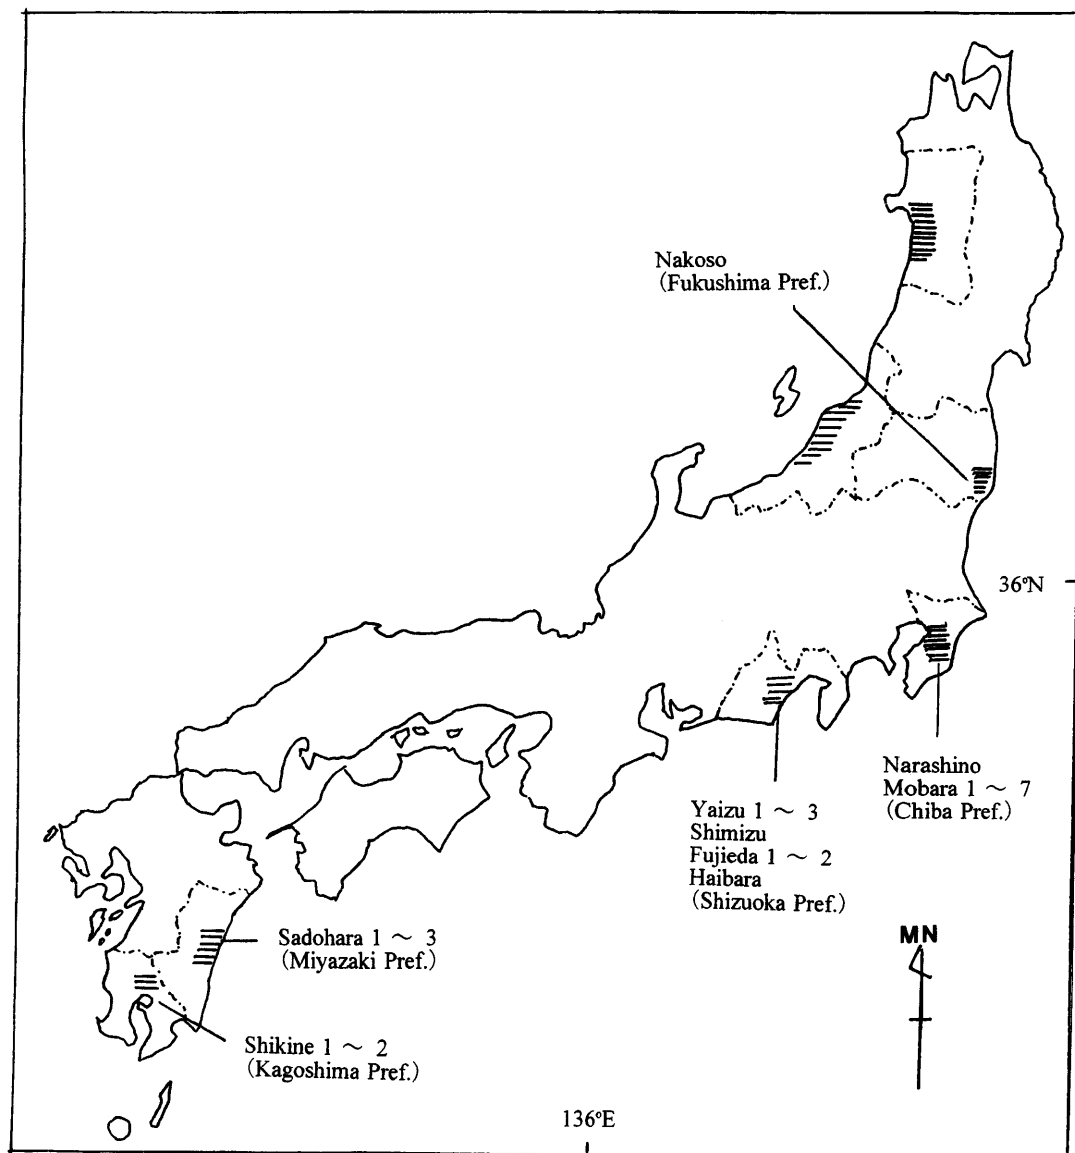 Nakoso
(Fukushima Pref.)
36°N
Narashino
Mobara 1 ～ 7
(Chiba Pref.)
Yaizu 1 ～ 3
Shimizu
Fujieda 1 ～ 2
Haibara
(Shizuoka Pref.)
MN
Sadohara 1 ～ 3
(Miyazaki Pref.)
Shikine 1 ～ 2
(Kagoshima Pref.)
136°E